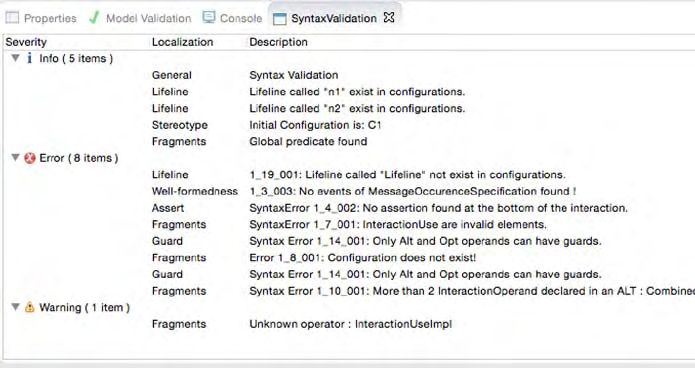 Properties Model Validation Console SyntaxValidation
Severity Localization Description
Info ( 5 items )
General Syntax Validation
Lifeline Lifeline called "n1" exist in configurations.
Lifeline Lifeline called "n2" exist in configurations.
Stereotype Initial Configuration is: C1
Fragments Global predicate found
Error ( 8 items )
Lifeline 1_19_001: Lifeline called "Lifeline" not exist in configurations.
Well-formedness 1_3_003: No events of MessageOccurenceSpecification found !
Assert SyntaxError 1_4_002: No assertion found at the bottom of the interaction.
Fragments SyntaxError 1_7_001: InteractionUse are invalid elements.
Guard Syntax Error 1_14_001: Only Alt and Opt operands can have guards.
Fragments Error 1_8_001: Configuration does not exist!
Guard Syntax Error 1_14_001: Only Alt and Opt operands can have guards.
Fragments Syntax Error 1_10_001: More than 2 InteractionOperand declared in an ALT : Combine
Warning ( 1 item )
Fragments Unknown operator : InteractionUseImpl